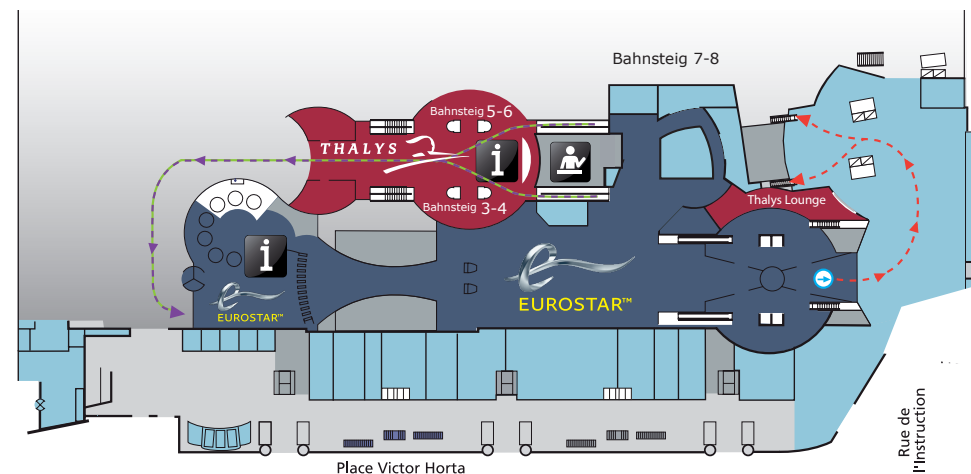 Bahnsteig 7-8
Bahnsteig 5-6
THALYS
i
Bahnsteig 3-4
Thalys Lounge
i
e
EUROSTAR™
e
EUROSTAR™
Rue de
l'Instruction
Place Victor Horta